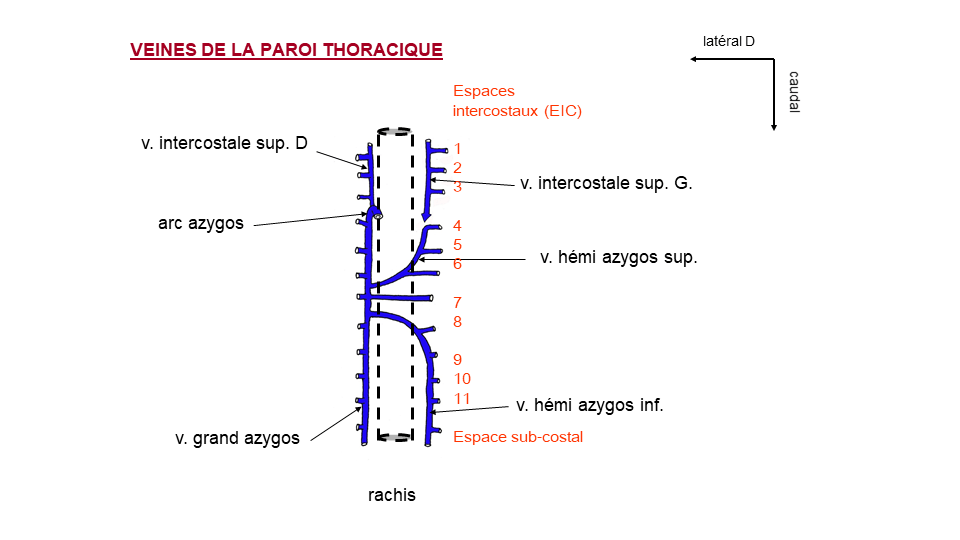 VEINES DE LA PAROI THORACIQUE
latéral D
caudal
Espaces
intercostaux (EIC)
v. intercostale sup. D
1
2
3
v. intercostale sup. G.
arc azygos
4
5
6
v. hémi azygos sup.
7
8
9
10
11
v. hémi azygos inf.
v. grand azygos
Espace sub-costal
rachis